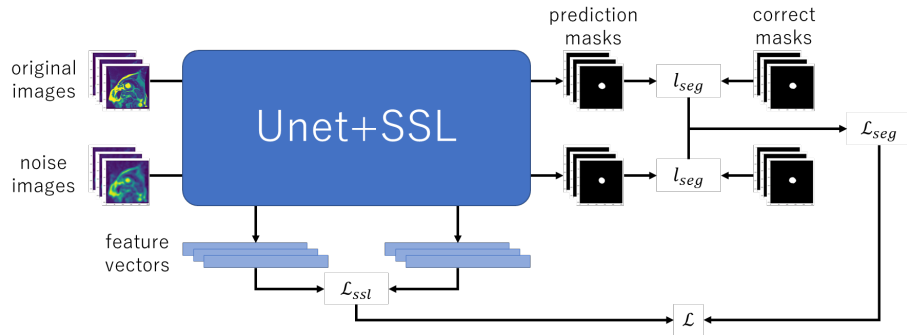 prediction
masks
correct
masks
original
images
l_seg
Unet+SSL
ℒ_seg
noise
images
l_seg
feature
vectors
ℒ_ssl
ℒ